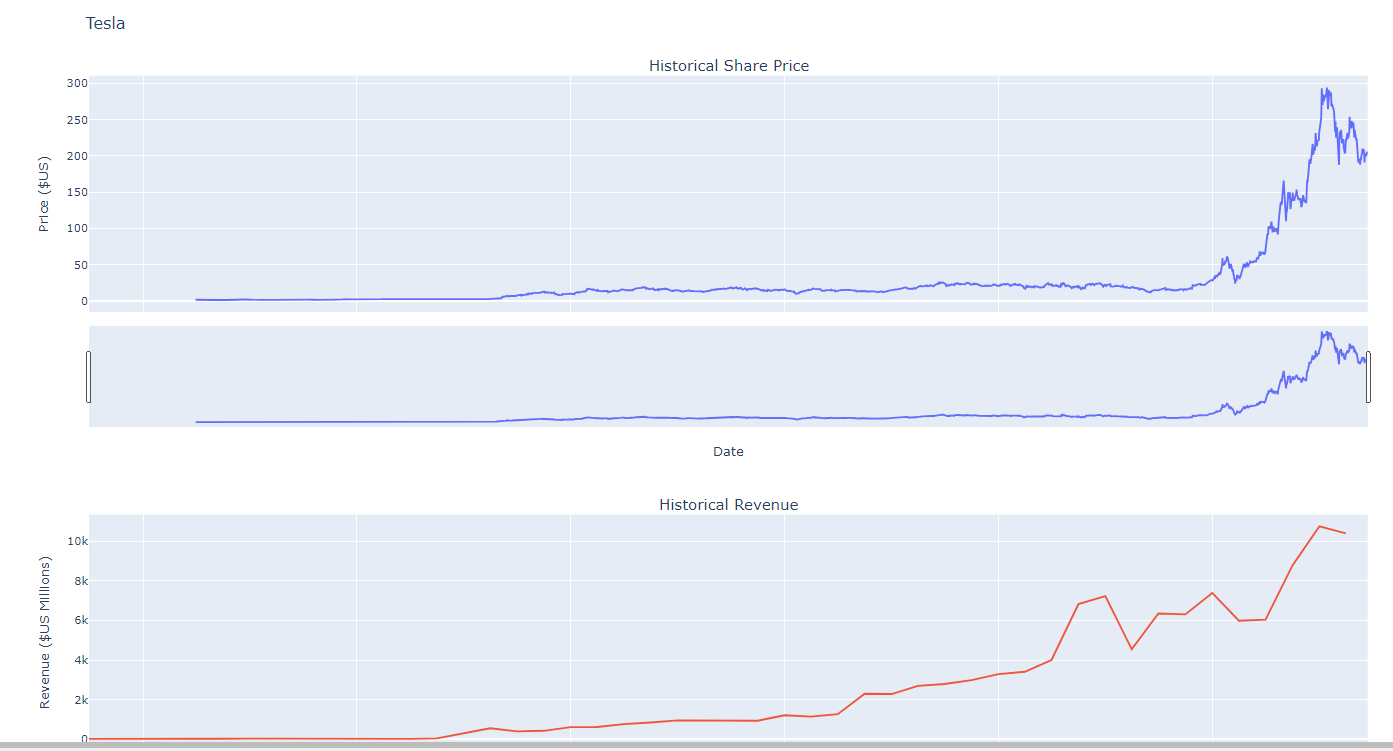 Tesla
Historical Share Price
300
250
200
150
100
50
0
Price ($US)
Date
Historical Revenue
10k
8k
6k
4k
2k
0
Revenue ($US Millions)